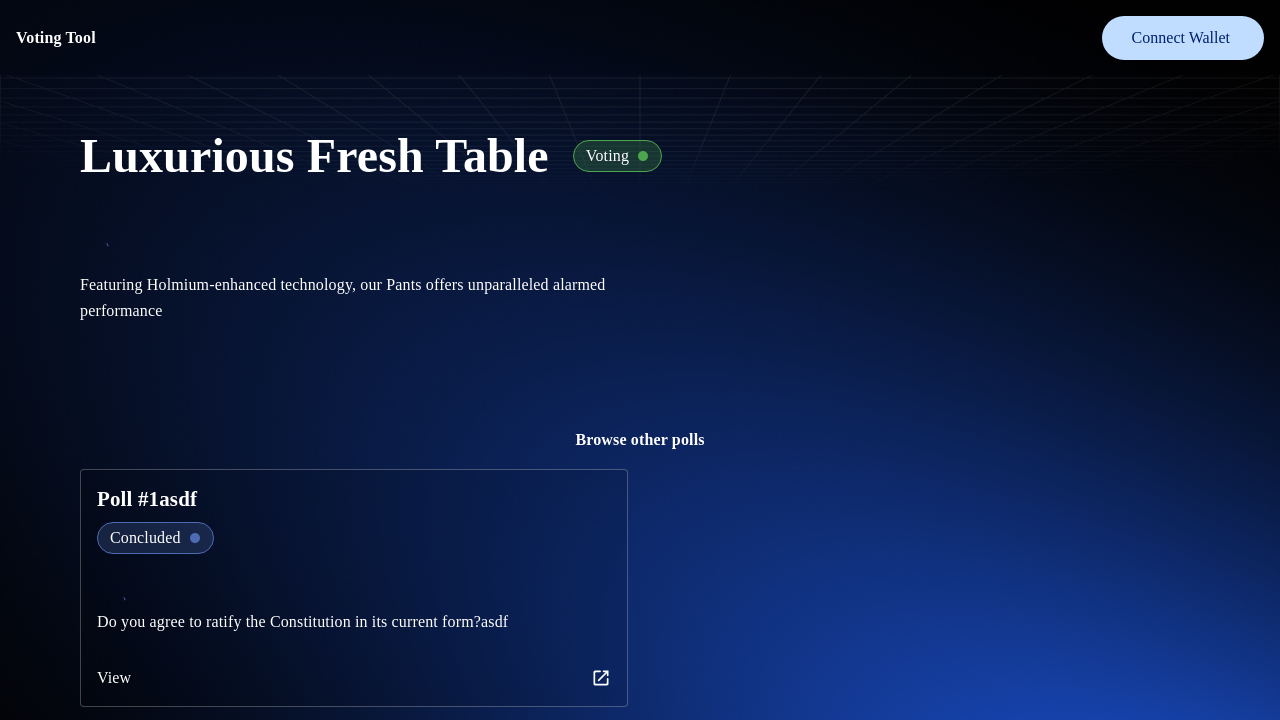 Voting Tool
Connect Wallet
Luxurious Fresh Table
Voting
Featuring Holmium-enhanced technology, our Pants offers unparalleled alarmed
performance
Browse other polls
Poll #1asdf
Concluded
Do you agree to ratify the Constitution in its current form?asdf
View